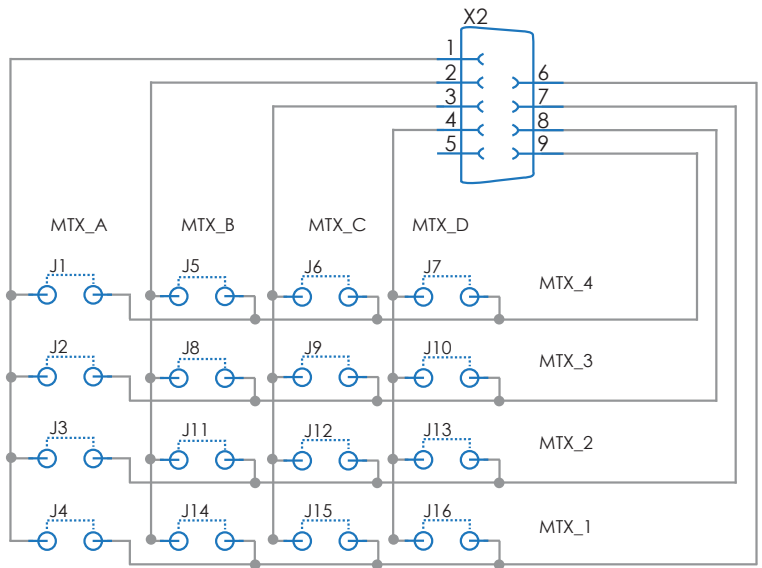 X2
1
2 6
3 7
4 8
5 9
MTX_A MTX_B MTX_C MTX_D
J1 J5 J6 J7
MTX_4
J2 J8 J9 J10
MTX_3
J3 J11 J12 J13
MTX_2
J4 J14 J15 J16
MTX_1